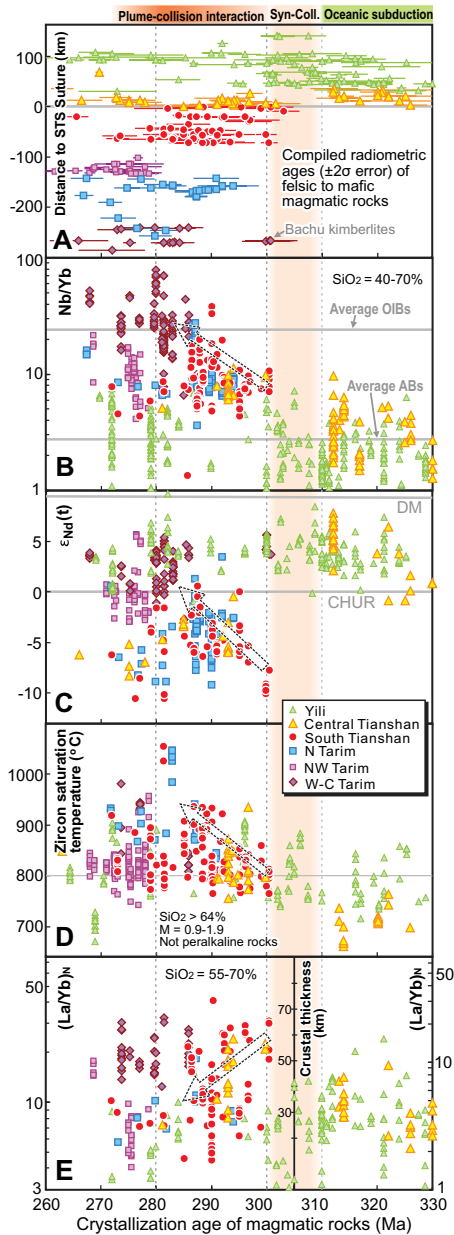 Plume-collision interaction Syn-Coll. Oceanic subduction
Distance to STS Suture (km)
100
0
-100
-200
Compiled radiometric
ages (±2σ error) of
felsic to mafic
magmatic rocks
Bachu kimberlites
A
Nb/Yb
100
10
1
SiO₂ = 40-70%
Average OIBs
Average ABs
B
εNd(t)
5
0
-5
-10
DM
CHUR
C
Yili
Central Tianshan
South Tianshan
N Tarim
NW Tarim
W-C Tarim
Zircon saturation
temperature (°C)
1000
900
800
700
SiO₂ > 64%
M = 0.9-1.9
Not peralkaline rocks
D
(La/Yb)N
50
10
3
SiO₂ = 55-70%
Crustal thickness
(km)
70
50
30
(La/Yb)N
50
10
1
E
260 270 280 290 300 310 320 330
Crystallization age of magmatic rocks (Ma)